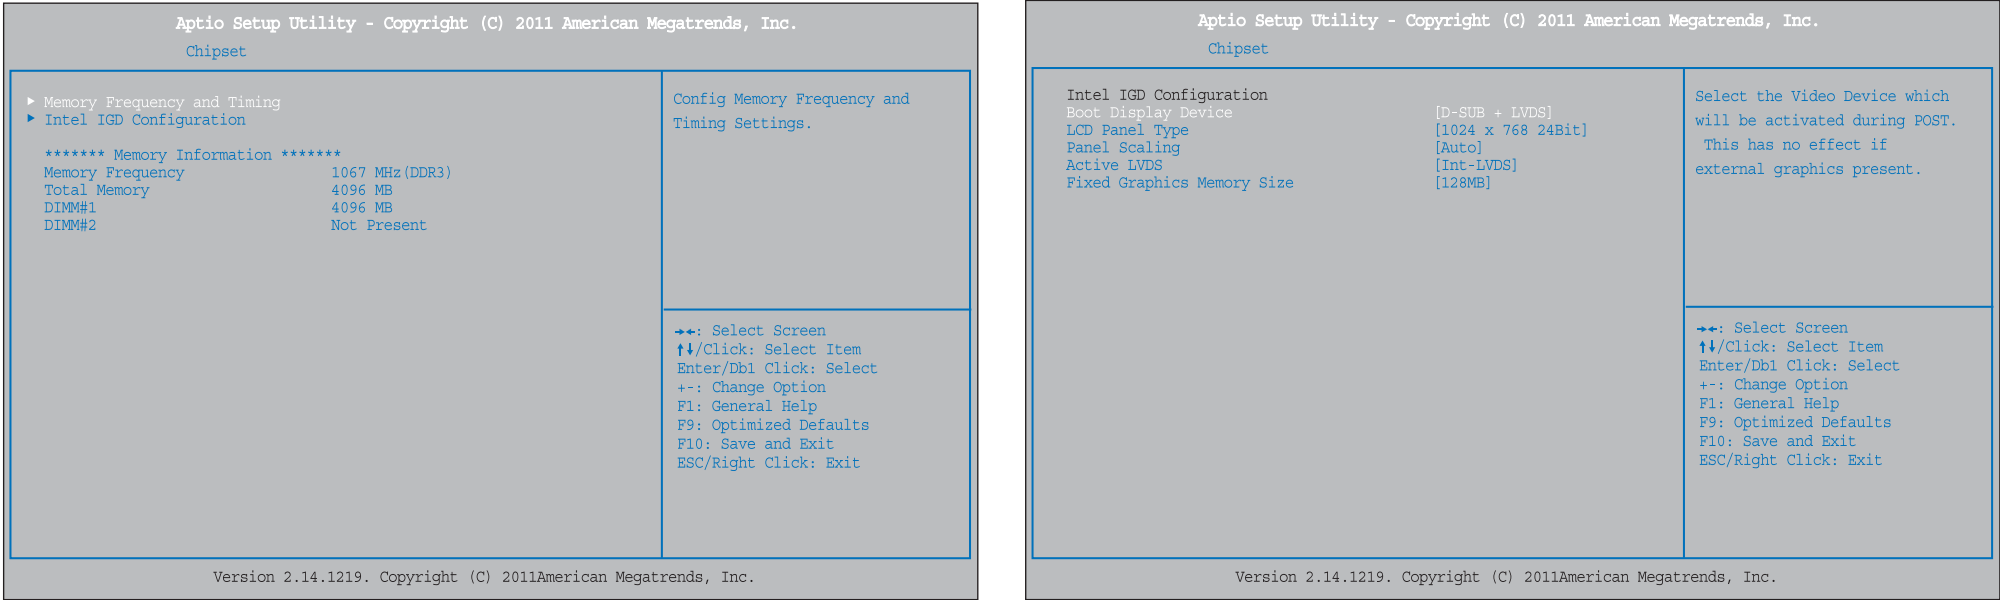 Aptio Setup Utility - Copyright (C) 2011 American Megatrends, Inc.
Chipset
Memory Frequency and Timing
Intel IGD Configuration
******* Memory Information *******
Memory Frequency 1067 MHz(DDR3)
Total Memory 4096 MB
DIMM#1 4096 MB
DIMM#2 Not Present
Config Memory Frequency and
Timing Settings.
→←: Select Screen
↑↓/Click: Select Item
Enter/Db1 Click: Select
+-: Change Option
F1: General Help
F9: Optimized Defaults
F10: Save and Exit
ESC/Right Click: Exit
Version 2.14.1219. Copyright (C) 2011American Megatrends, Inc.
Aptio Setup Utility - Copyright (C) 2011 American Megatrends, Inc.
Chipset
Intel IGD Configuration
Boot Display Device [D-SUB + LVDS]
LCD Panel Type [1024 x 768 24Bit]
Panel Scaling [Auto]
Active LVDS [Int-LVDS]
Fixed Graphics Memory Size [128MB]
Select the Video Device which
will be activated during POST.
This has no effect if
external graphics present.
→←: Select Screen
↑↓/Click: Select Item
Enter/Db1 Click: Select
+-: Change Option
F1: General Help
F9: Optimized Defaults
F10: Save and Exit
ESC/Right Click: Exit
Version 2.14.1219. Copyright (C) 2011American Megatrends, Inc.